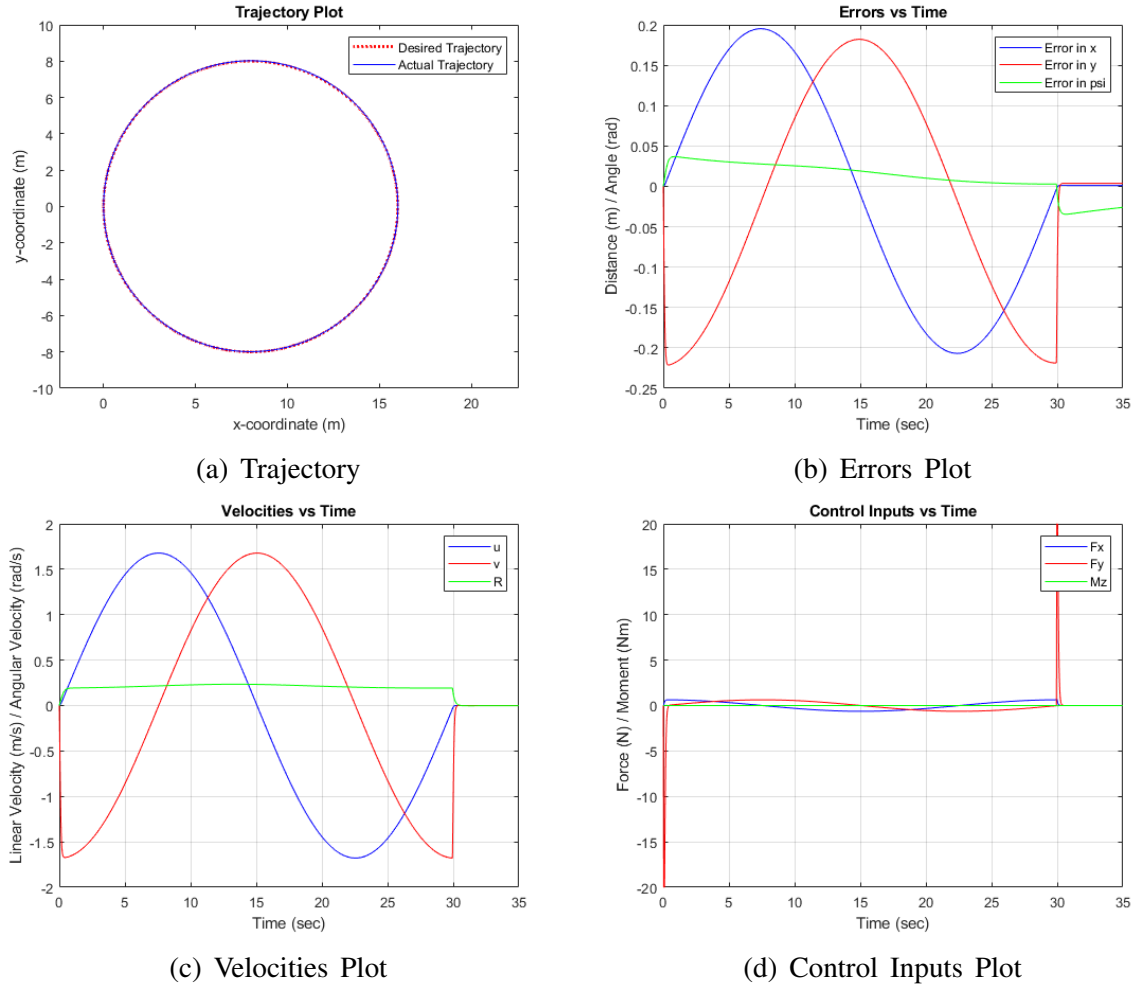 Trajectory Plot
10
8
6
4
2
0
-2
-4
-6
-8
-10
0
5
10
15
20
x-coordinate (m)
y-coordinate (m)
Desired Trajectory
Actual Trajectory
(a) Trajectory
Errors vs Time
0.2
0.15
0.1
0.05
0
-0.05
-0.1
-0.15
-0.2
-0.25
0
5
10
15
20
25
30
35
Time (sec)
Distance (m) / Angle (rad)
Error in x
Error in y
Error in psi
(b) Errors Plot
Velocities vs Time
2
1.5
1
0.5
0
-0.5
-1
-1.5
-2
0
5
10
15
20
25
30
35
Time (sec)
Linear Velocity (m/s) / Angular Velocity (rad/s)
u
v
R
(c) Velocities Plot
Control Inputs vs Time
20
15
10
5
0
-5
-10
-15
-20
0
5
10
15
20
25
30
35
Time (sec)
Force (N) / Moment (Nm)
Fx
Fy
Mz
(d) Control Inputs Plot